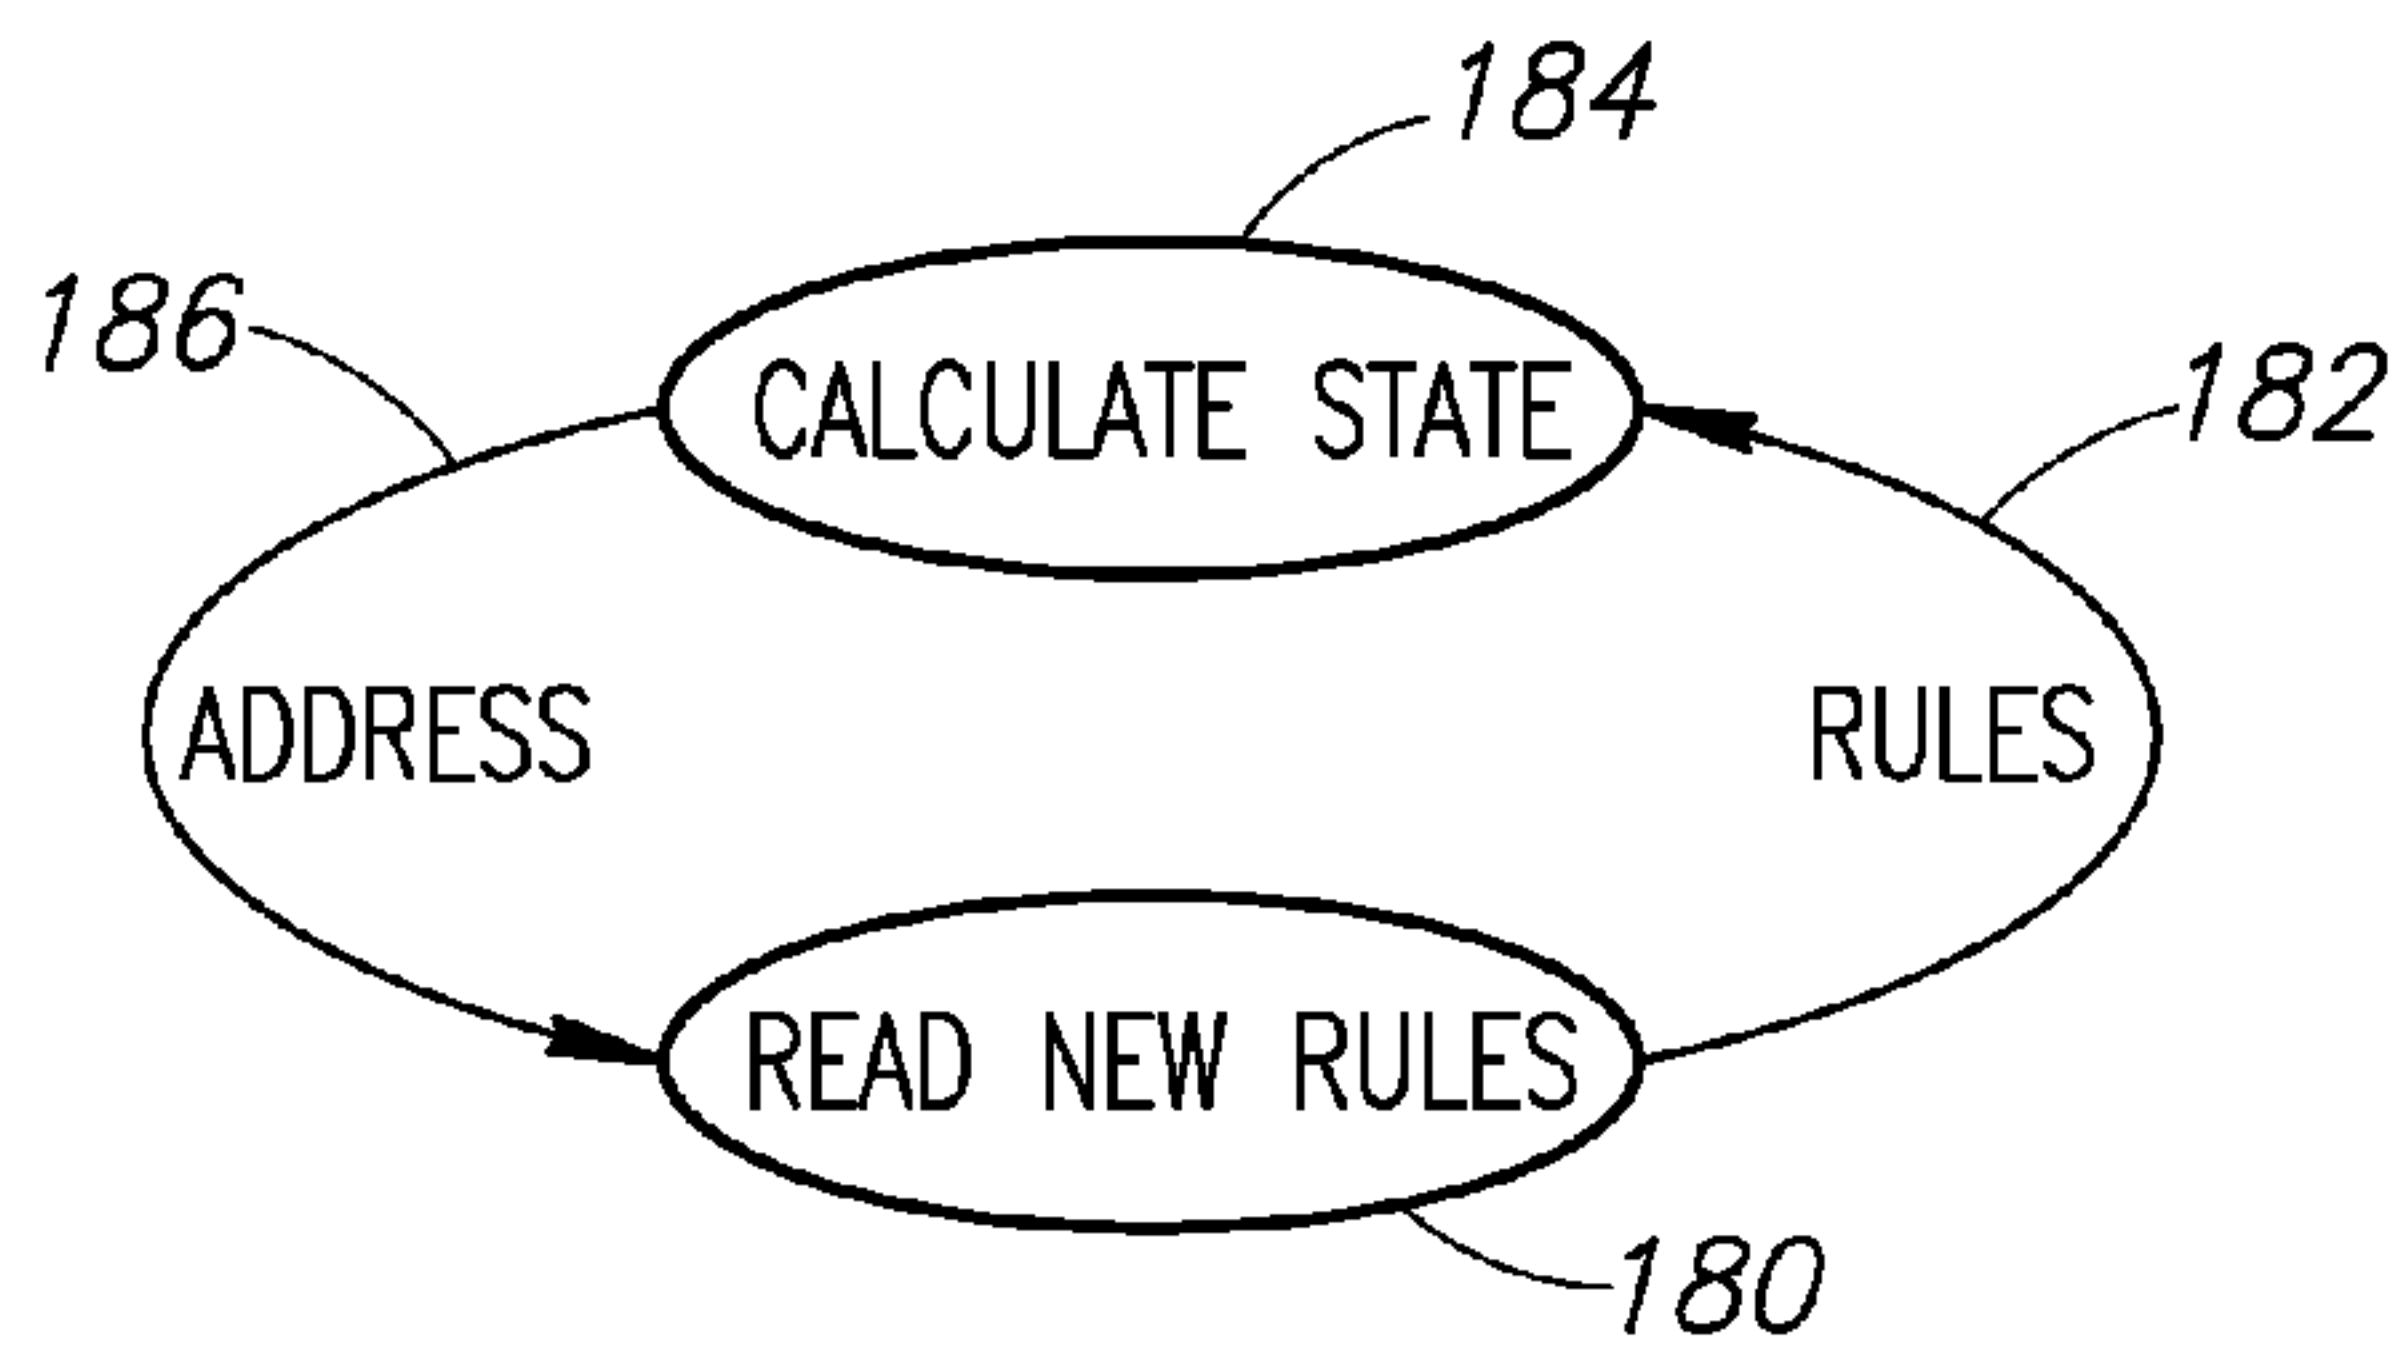 184
186
CALCULATE STATE
182
ADDRESS
RULES
READ NEW RULES
180